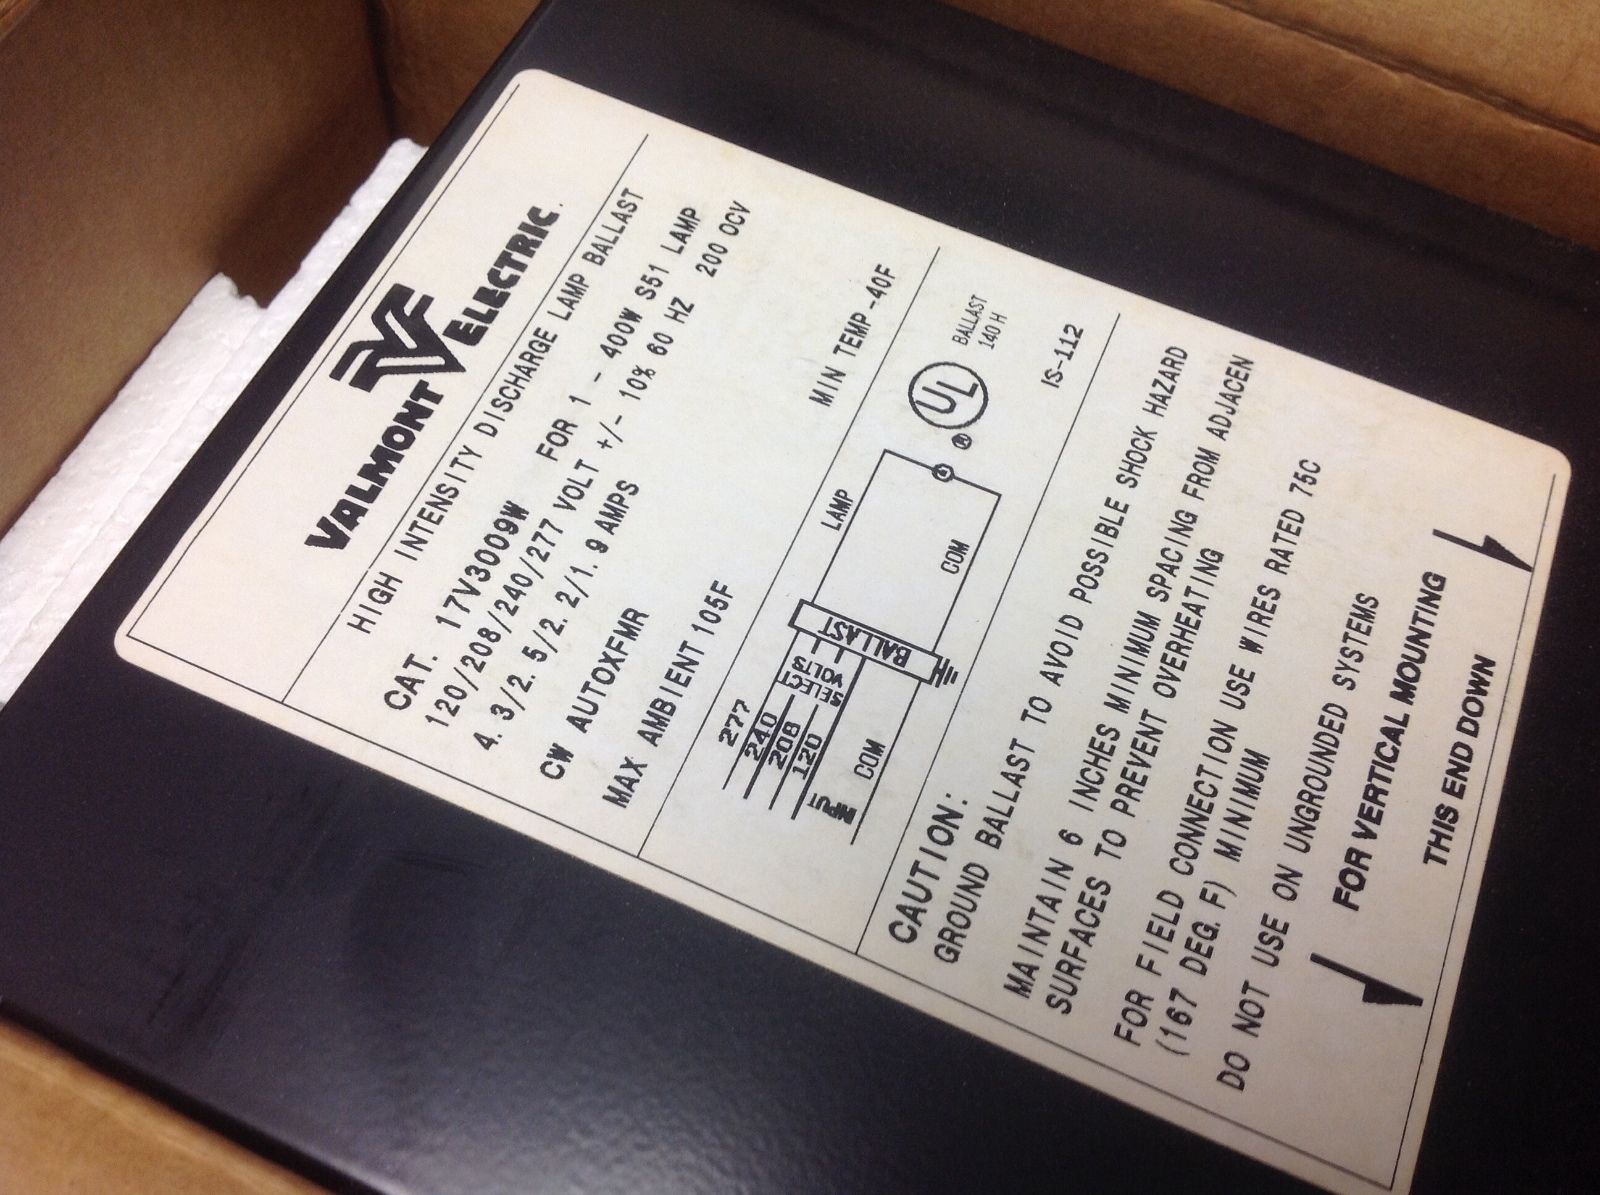 VALMONT ELECTRIC.
HIGH INTENSITY DISCHARGE LAMP BALLAST
CAT. 17V3009W FOR 1 - 400W S51 LAMP
120/208/240/277 VOLT +/- 10% 60 HZ 200 OCV
4. 3/2. 5/2. 2/1. 9 AMPS
CW AUTOXFMR
MAX AMBIENT 105F MIN TEMP -40F
277
240
208
120
INPUT
COM
SELECT
VOLTS
BALLAST
LAMP
COM
UL
®
BALLAST
140 H
IS-112
CAUTION:
GROUND BALLAST TO AVOID POSSIBLE SHOCK HAZARD
MAINTAIN 6 INCHES MINIMUM SPACING FROM ADJACEN
SURFACES TO PREVENT OVERHEATING
FOR FIELD CONNECTION USE WIRES RATED 75C
(167 DEG. F) MINIMUM
DO NOT USE ON UNGROUNDED SYSTEMS
FOR VERTICAL MOUNTING
THIS END DOWN